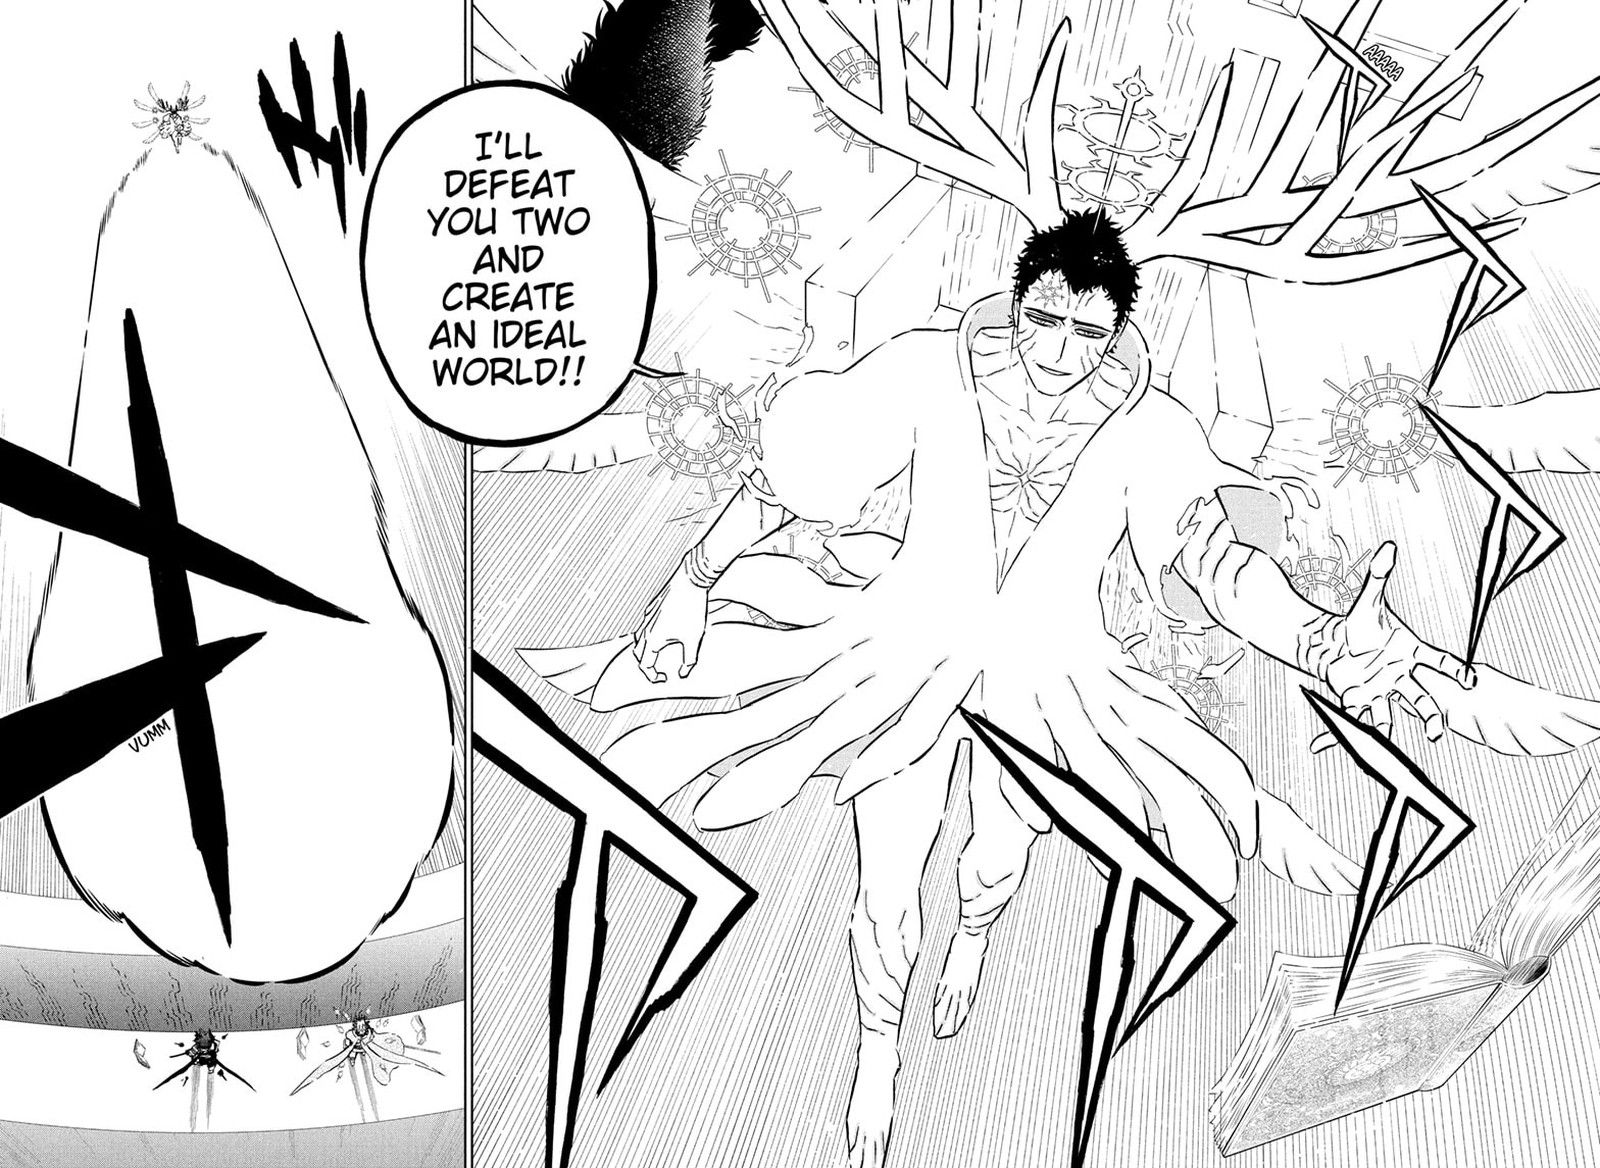 AAAAA
I'LL
DEFEAT
YOU TWO
AND
CREATE
AN IDEAL
WORLD!!
VUMM